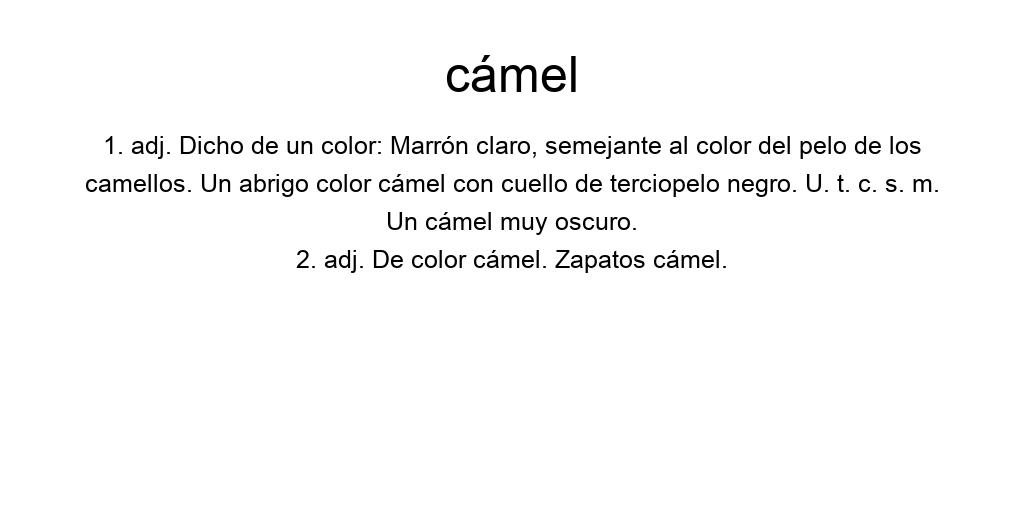 cámel
1. adj. Dicho de un color: Marrón claro, semejante al color del pelo de los
camellos. Un abrigo color cámel con cuello de terciopelo negro. U. t. c. s. m.
Un cámel muy oscuro.
2. adj. De color cámel. Zapatos cámel.